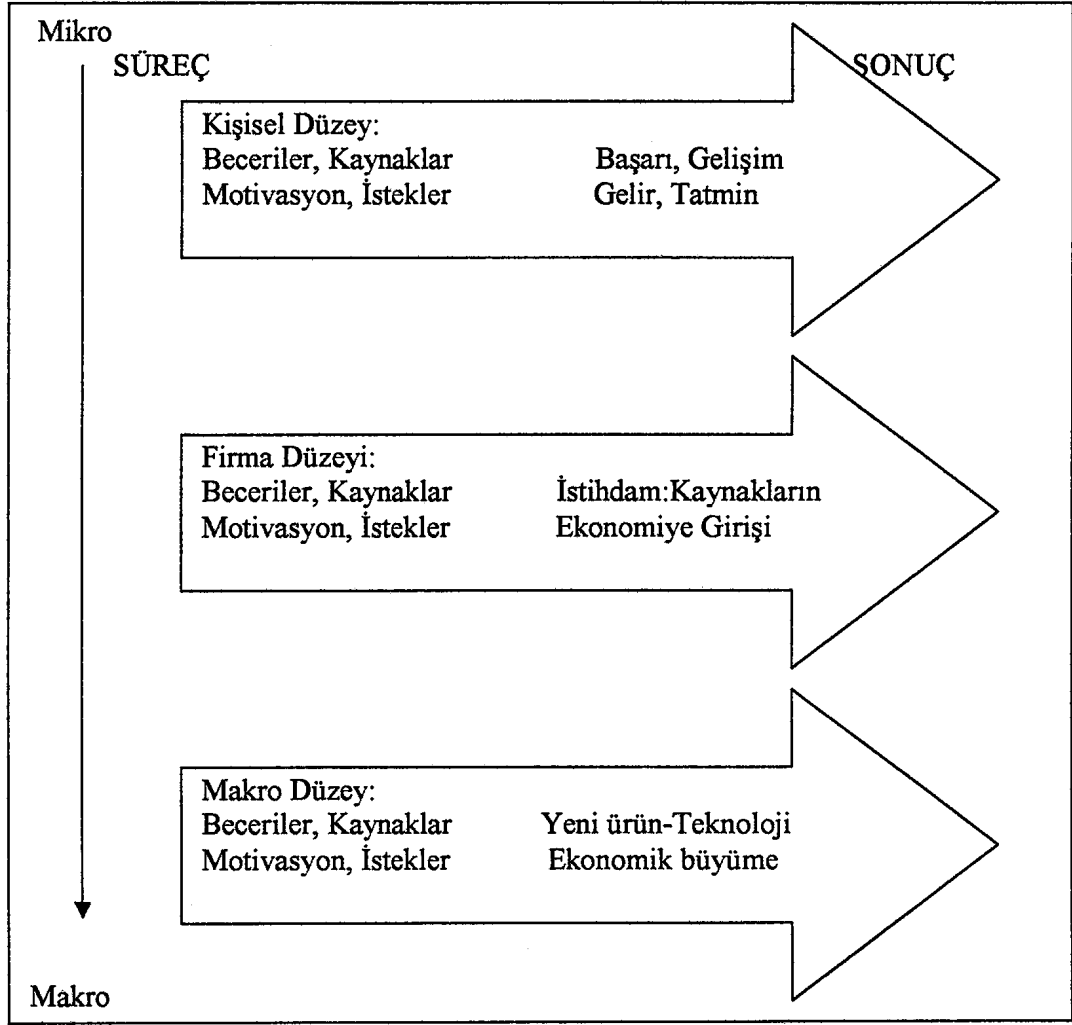 Mikro
SÜREÇ SONUÇ
Kişisel Düzey:
Beceriler, Kaynaklar Başarı, Gelişim
Motivasyon, İstekler Gelir, Tatmin
Firma Düzeyi:
Beceriler, Kaynaklar İstihdam:Kaynakların
Motivasyon, İstekler Ekonomiye Girişi
Makro Düzey:
Beceriler, Kaynaklar Yeni ürün-Teknoloji
Motivasyon, İstekler Ekonomik büyüme
Makro